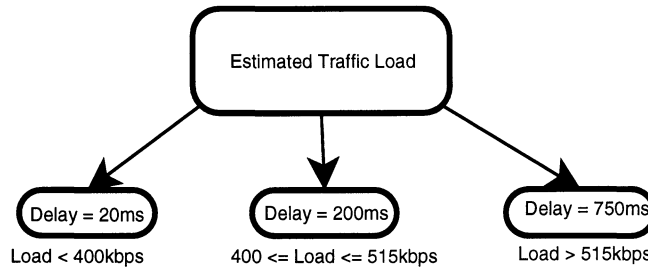 Estimated Traffic Load
Delay = 20ms
Delay = 200ms
Delay = 750ms
Load < 400kbps
400 <= Load <= 515kbps
Load > 515kbps